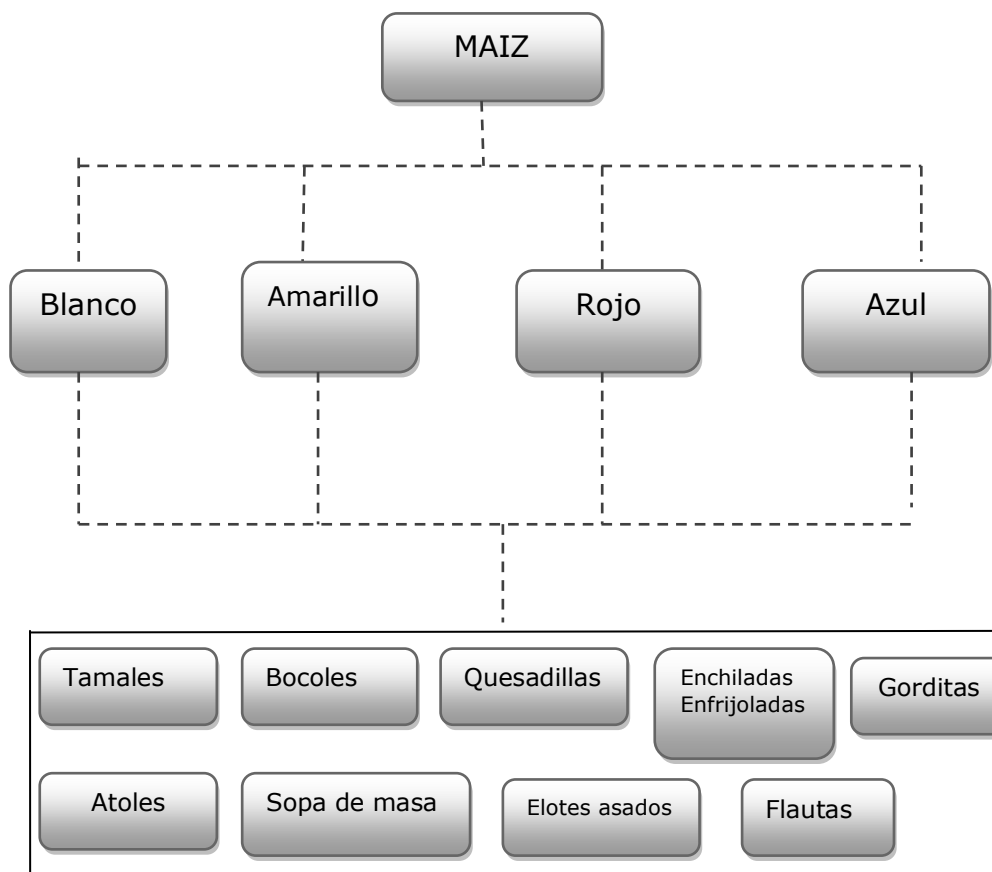 MAIZ
Blanco
Amarillo
Rojo
Azul
Tamales
Bocoles
Quesadillas
Enchiladas
Enfrijoladas
Gorditas
Atoles
Sopa de masa
Elotes asados
Flautas